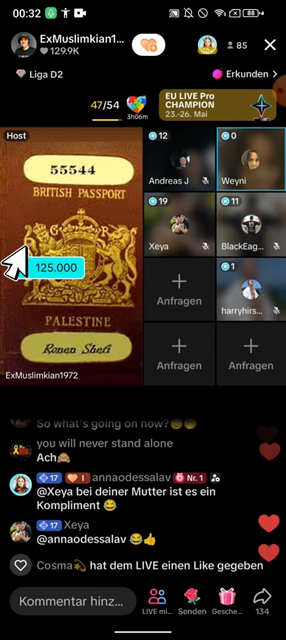 00:32
ExMuslimkian1...
129.9K
85
Liga D2
Erkunden >
47/54
3h06m
EU LIVE Pro
CHAMPION
23.-26. Mai
Host
55544
BRITISH PASSPORT
125.000
PALESTINE
Ronen Shefi
ExMuslimkian1972
12
Andreas J
0
Weyni
19
Xeya
11
BlackEag...
Anfragen
1
harryhirs...
Anfragen
Anfragen
So what's going on now?🤨🤨
you will never stand alone
Ach🙈
17 I annaodessalav Nr. 1
@Xeya bei deiner Mutter ist es ein
Kompliment 😂
17 Xeya
@annaodessalav 😂👍
Cosma💫 hat dem LIVE einen Like gegeben
Kommentar hinz...
LIVE mi...
Senden
Gesche...
134